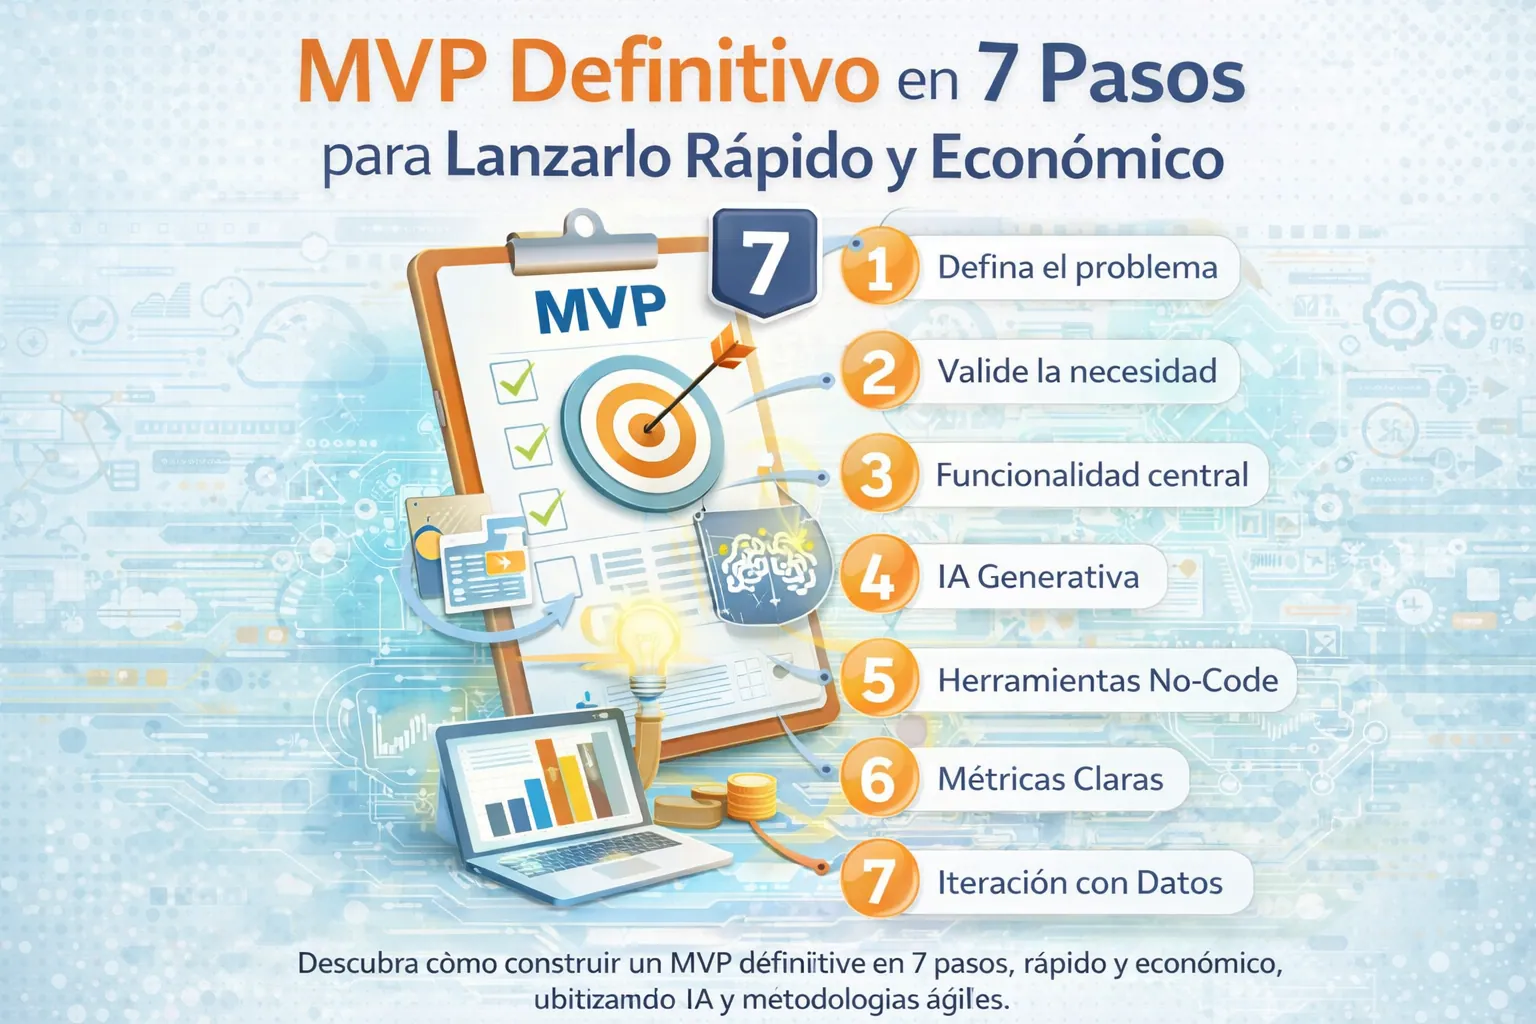 MVP Definitivo en 7 Pasos
para Lanzarlo Rápido y Económico
MVP
7
1 Defina el problema
2 Valide la necesidad
3 Funcionalidad central
4 IA Generativa
5 Herramientas No-Code
6 Métricas Claras
7 Iteración con Datos
Descubra còmo construir un MVP définiitive en 7 pasos, rápido y económico,
ubitizamdo IA y métodologias ágiles.